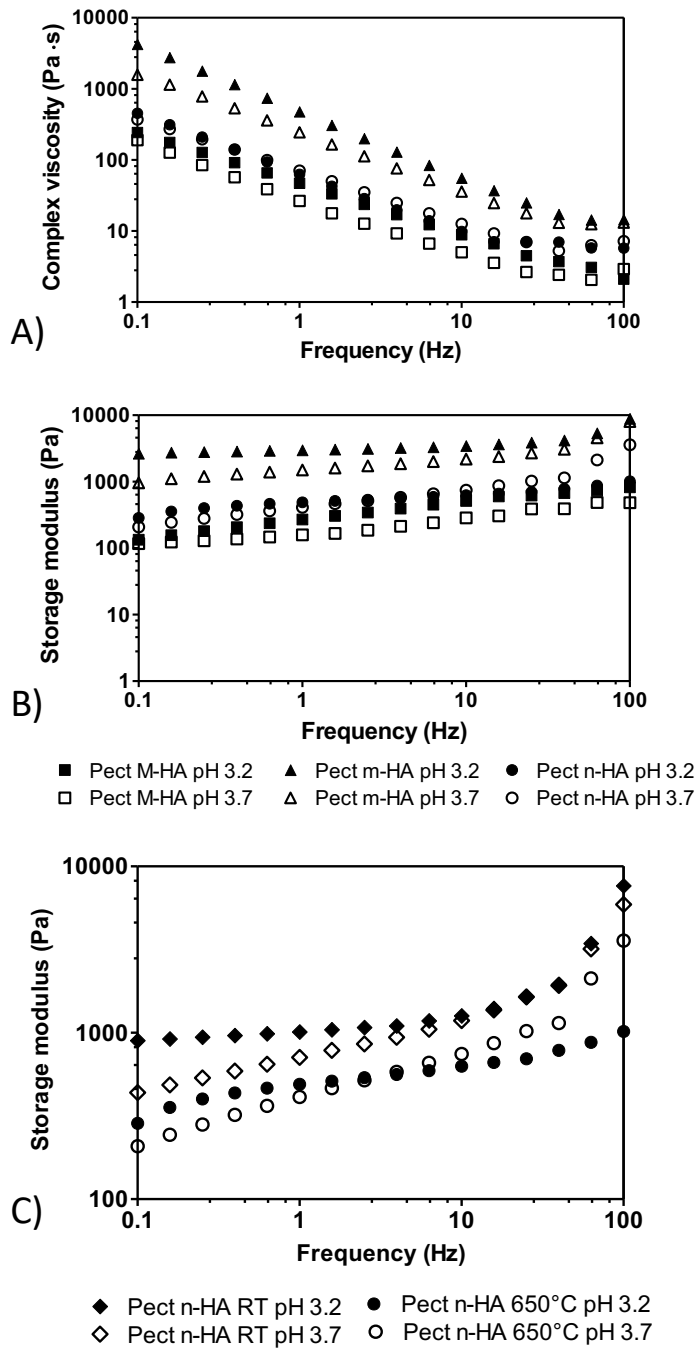 Complex viscosity (Pa·s)
10000
1000
100
10
1
0.1 1 10 100
A)
Frequency (Hz)
Storage modulus (Pa)
10000
1000
100
10
1
0.1 1 10 100
B)
Frequency (Hz)
Pect M-HA pH 3.2 Pect m-HA pH 3.2 Pect n-HA pH 3.2
Pect M-HA pH 3.7 Pect m-HA pH 3.7 Pect n-HA pH 3.7
Storage modulus (Pa)
10000
1000
100
0.1 1 10 100
C)
Frequency (Hz)
Pect n-HA RT pH 3.2 Pect n-HA 650°C pH 3.2
Pect n-HA RT pH 3.7 Pect n-HA 650°C pH 3.7